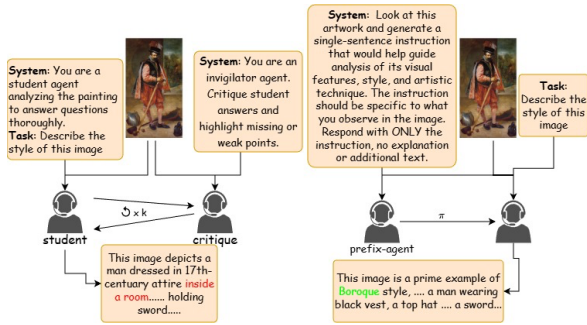 System: You are a
student agent
analyzing the painting
to answer questions
thoroughly.
Task: Describe the
style of this image
System: You are an
invigilator agent.
Critique student
answers and
highlight missing or
weak points.
↺ x k
student
critique
This image depicts a
man dressed in 17th-
centuary attire inside
a room...... holding
sword.....
System: Look at this
artwork and generate a
single-sentence instruction
that would help guide
analysis of its visual
features, style, and artistic
technique. The instruction
should be specific to what
you observe in the image.
Respond with ONLY the
instruction, no explanation
or additional text.
Task:
Describe the
style of this
image
π
prefix-agent
This image is a prime example of
Boroque style, .... a man wearing
black vest, a top hat .... a sword...